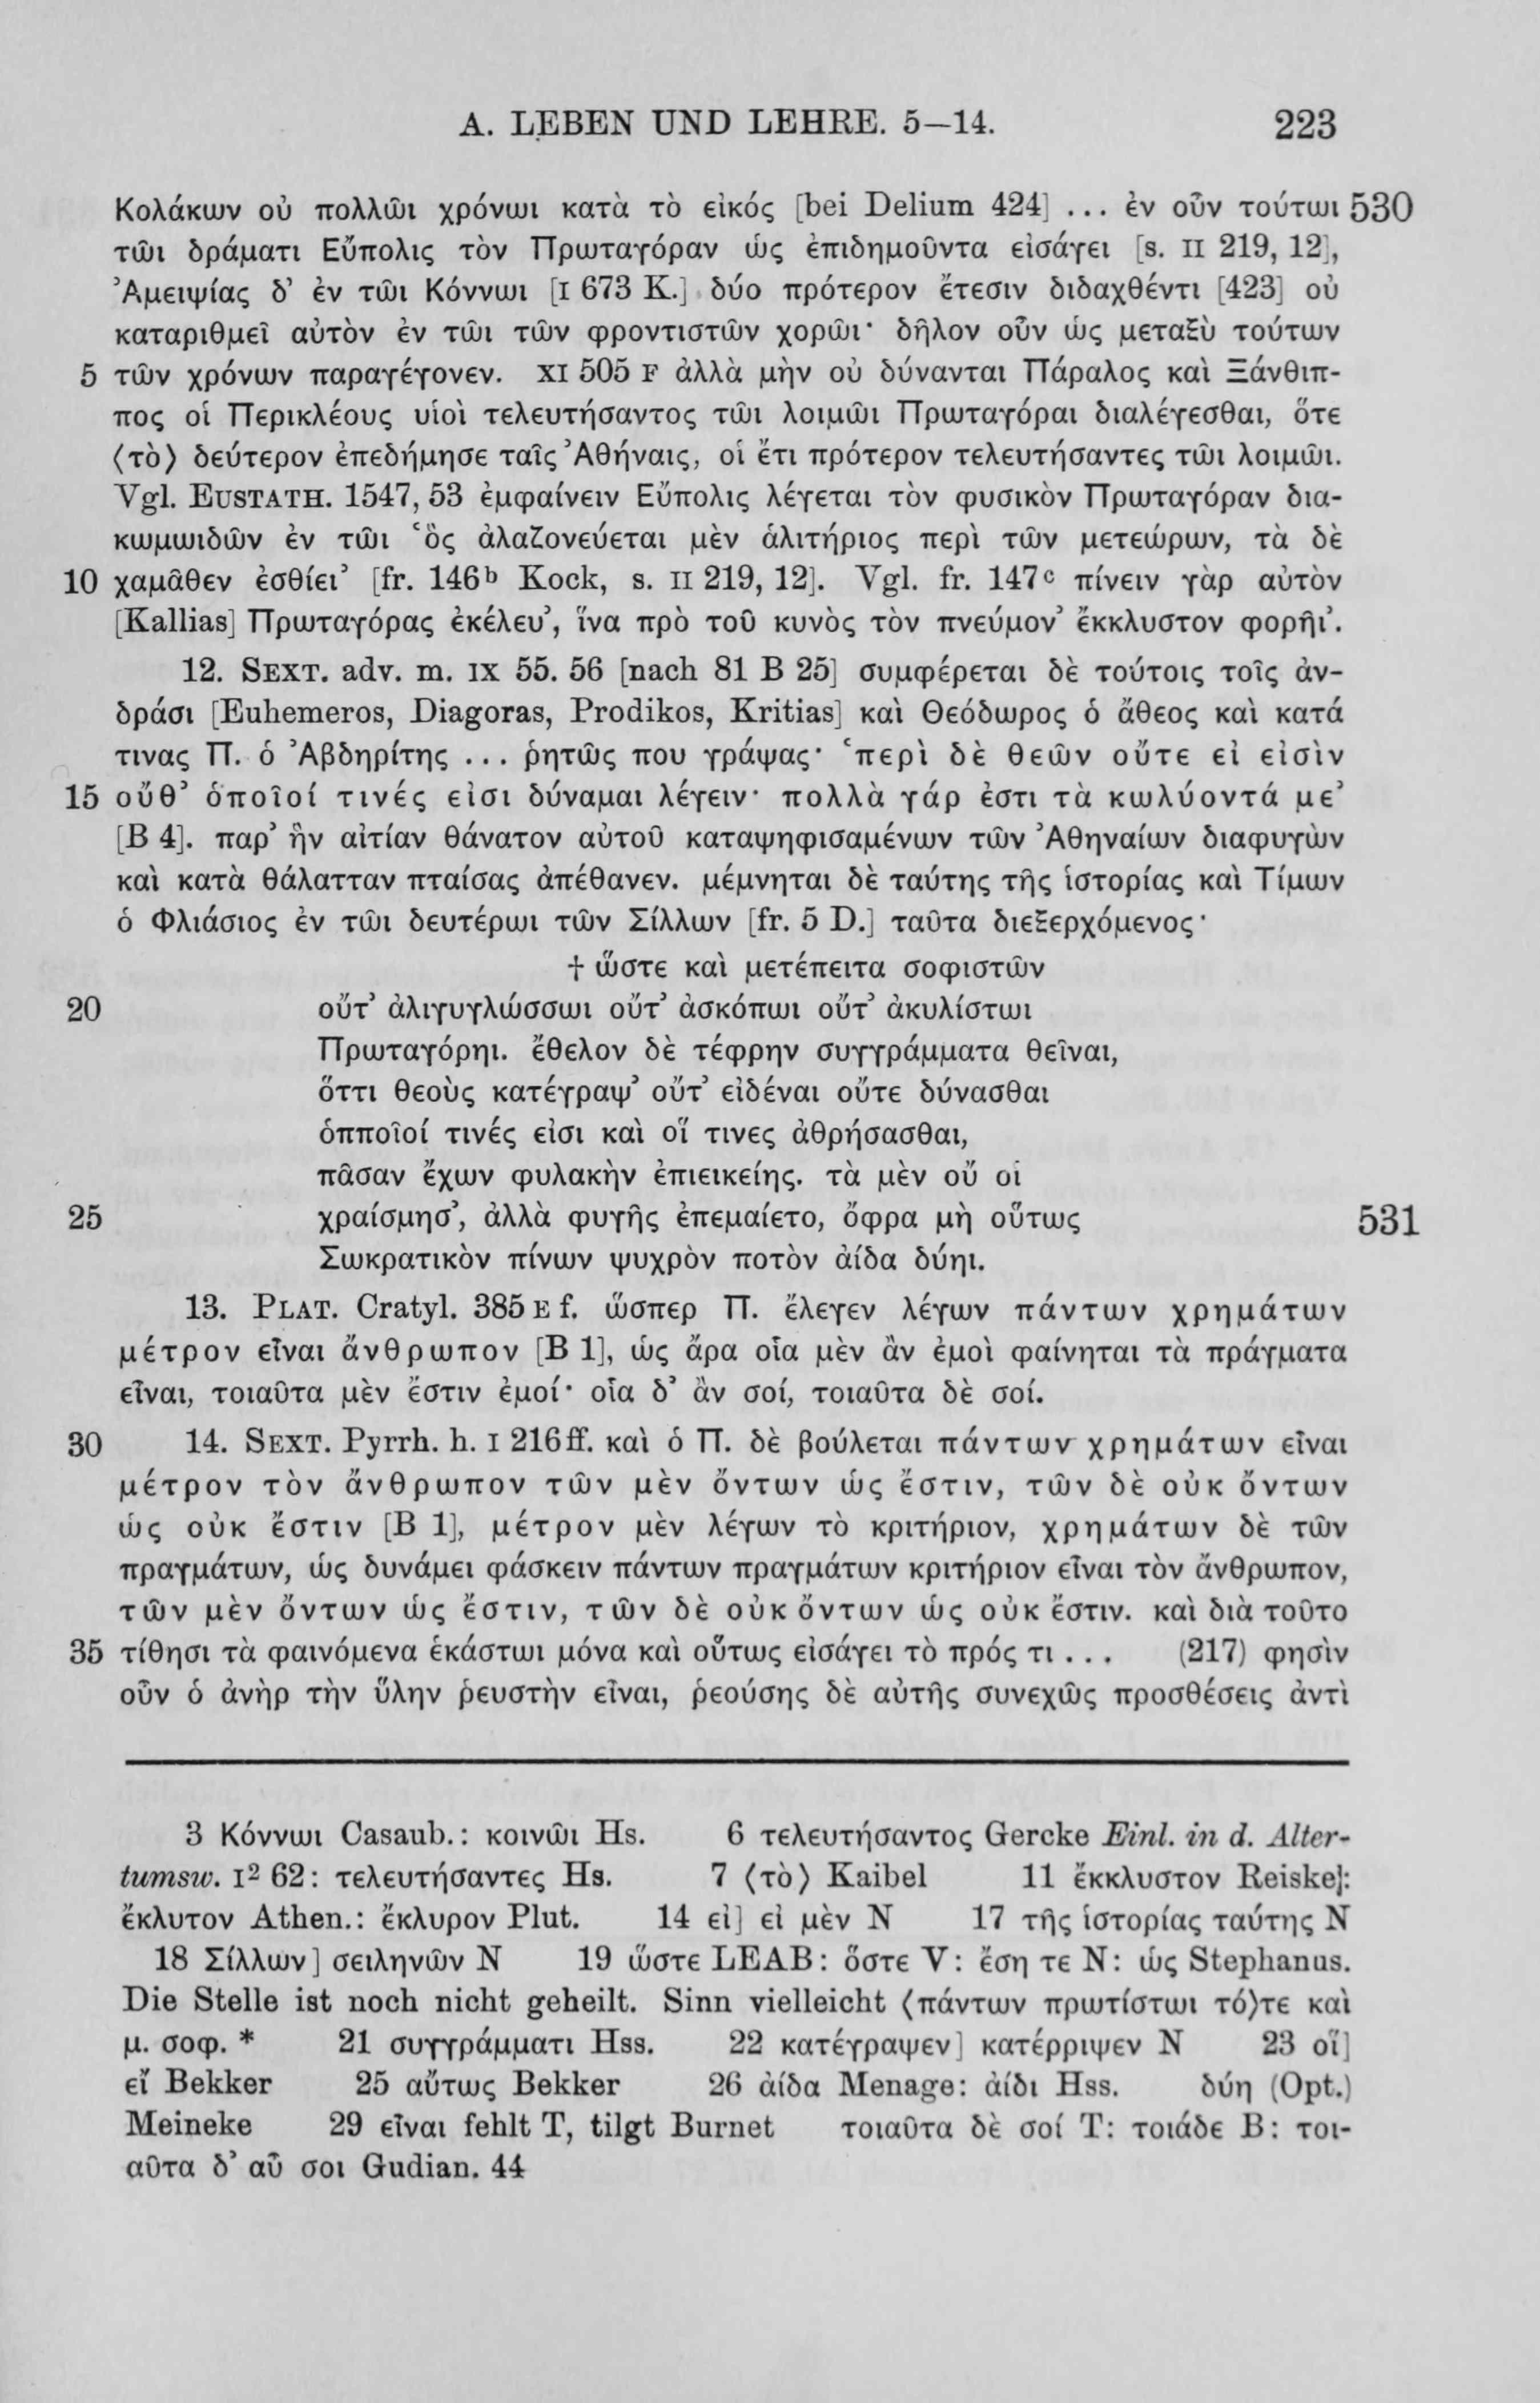 A. LEBEN UND LEHRE. 5—14. 223
Κολάκων οὐ πολλῶι χρόνωι κατὰ τὸ εἰκός [bei Delium 424] ... ἐν οὖν τούτωι 530
τῶι δράματι Εὔπολις τὸν Πρωταγόραν ὡς ἐπιδημοῦντα εἰσάγει [s. II 219, 12],
Ἀμειψίας δ’ ἐν τῶι Κόννωι [I 673 K.] δύο πρότερον ἔτεσιν διδαχθέντι [423] οὐ
καταριθμεῖ αὐτὸν ἐν τῶι τῶν φροντιστῶν χορῶι· δῆλον οὖν ὡς μεταξὺ τούτων
5 τῶν χρόνων παραγέγονεν. XI 505 F ἀλλὰ μὴν οὐ δύνανται Πάραλος καὶ Ξάνθιπ-
πος οἱ Περικλέους υἱοὶ τελευτήσαντος τῶι λοιμῶι Πρωταγόραι διαλέγεσθαι, ὅτε
⟨τὸ⟩ δεύτερον ἐπεδήμησε ταῖς Ἀθήναις, οἱ ἔτι πρότερον τελευτήσαντες τῶι λοιμῶι.
Vgl. EUSTATH. 1547, 53 ἐμφαίνειν Εὔπολις λέγεται τὸν φυσικὸν Πρωταγόραν δια-
κωμωιδῶν ἐν τῶι ‘ὃς ἀλαζονεύεται μὲν ἁλιτήριος περὶ τῶν μετεώρων, τὰ δὲ
10 χαμᾶθεν ἐσθίει’ [fr. 146ᵇ Kock, s. II 219, 12]. Vgl. fr. 147ᶜ πίνειν γὰρ αὐτὸν
[Kallias] Πρωταγόρας ἐκέλευ’, ἵνα πρὸ τοῦ κυνὸς τὸν πνεύμον’ ἔκκλυστον φορῆι’.
12. SEXT. adv. m. IX 55. 56 [nach 81 B 25] συμφέρεται δὲ τούτοις τοῖς ἀν-
δράσι [Euhemeros, Diagoras, Prodikos, Kritias] καὶ Θεόδωρος ὁ ἄθεος καὶ κατά
τινας Π. ὁ Ἀβδηρίτης ... ῥητῶς που γράψας· ‘περὶ δὲ θεῶν οὔτε εἰ εἰσὶν
15 οὔθ’ ὁποῖοί τινές εἰσι δύναμαι λέγειν· πολλὰ γάρ ἐστι τὰ κωλύοντά με’
[B 4]. παρ’ ἣν αἰτίαν θάνατον αὐτοῦ καταψηφισαμένων τῶν Ἀθηναίων διαφυγὼν
καὶ κατὰ θάλατταν πταίσας ἀπέθανεν. μέμνηται δὲ ταύτης τῆς ἱστορίας καὶ Τίμων
ὁ Φλιάσιος ἐν τῶι δευτέρωι τῶν Σίλλων [fr. 5 D.] ταῦτα διεξερχόμενος·
† ὥστε καὶ μετέπειτα σοφιστῶν
20 οὔτ’ ἀλιγυγλώσσωι οὔτ’ ἀσκόπωι οὔτ’ ἀκυλίστωι
Πρωταγόρηι. ἔθελον δὲ τέφρην συγγράμματα θεῖναι,
ὅττι θεοὺς κατέγραψ’ οὔτ’ εἰδέναι οὔτε δύνασθαι
ὁπποῖοί τινές εἰσι καὶ οἵ τινες ἀθρήσασθαι,
πᾶσαν ἔχων φυλακὴν ἐπιεικείης. τὰ μὲν οὔ οἱ
25 χραίσμησ’, ἀλλὰ φυγῆς ἐπεμαίετο, ὄφρα μὴ οὕτως 531
Σωκρατικὸν πίνων ψυχρὸν ποτὸν ἀίδα δύηι.
13. PLAT. Cratyl. 385 E f. ὥσπερ Π. ἔλεγεν λέγων πάντων χρημάτων
μέτρον εἶναι ἄνθρωπον [B 1], ὡς ἄρα οἷα μὲν ἂν ἐμοὶ φαίνηται τὰ πράγματα
εἶναι, τοιαῦτα μὲν ἔστιν ἐμοί· οἷα δ’ ἂν σοί, τοιαῦτα δὲ σοί.
30 14. SEXT. Pyrrh. h. I 216 ff. καὶ ὁ Π. δὲ βούλεται πάντων χρημάτων εἶναι
μέτρον τὸν ἄνθρωπον τῶν μὲν ὄντων ὡς ἔστιν, τῶν δὲ οὐκ ὄντων
ὡς οὐκ ἔστιν [B 1], μέτρον μὲν λέγων τὸ κριτήριον, χρημάτων δὲ τῶν
πραγμάτων, ὡς δυνάμει φάσκειν πάντων πραγμάτων κριτήριον εἶναι τὸν ἄνθρωπον,
τῶν μὲν ὄντων ὡς ἔστιν, τῶν δὲ οὐκ ὄντων ὡς οὐκ ἔστιν. καὶ διὰ τοῦτο
35 τίθησι τὰ φαινόμενα ἑκάστωι μόνα καὶ οὕτως εἰσάγει τὸ πρός τι ... (217) φησὶν
οὖν ὁ ἀνὴρ τὴν ὕλην ῥευστὴν εἶναι, ῥεούσης δὲ αὐτῆς συνεχῶς προσθέσεις ἀντὶ
3 Κόννωι Casaub.: κοινῶι Hs. 6 τελευτήσαντος Gercke Einl. in d. Alter-
tumsw. I² 62: τελευτήσαντες Hs. 7 ⟨τὸ⟩ Kaibel 11 ἔκκλυστον Reiske]:
ἔκλυτον Athen.: ἔκλυρον Plut. 14 εἰ] εἰ μὲν N 17 τῆς ἱστορίας ταύτης N
18 Σίλλων] σειληνῶν N 19 ὥστε LEAB: ὅστε V: ἔση τε N: ὡς Stephanus.
Die Stelle ist noch nicht geheilt. Sinn vielleicht ⟨πάντων πρωτίστωι τό⟩τε καὶ
μ. σοφ. * 21 συγγράμματι Hss. 22 κατέγραψεν] κατέρριψεν N 23 οἵ]
εἴ Bekker 25 αὔτως Bekker 26 ἀίδα Menage: ἀίδι Hss. δύη (Opt.)
Meineke 29 εἶναι fehlt T, tilgt Burnet τοιαῦτα δὲ σοί T: τοιάδε B: τοι-
αῦτα δ’ αὖ σοι Gudian. 44